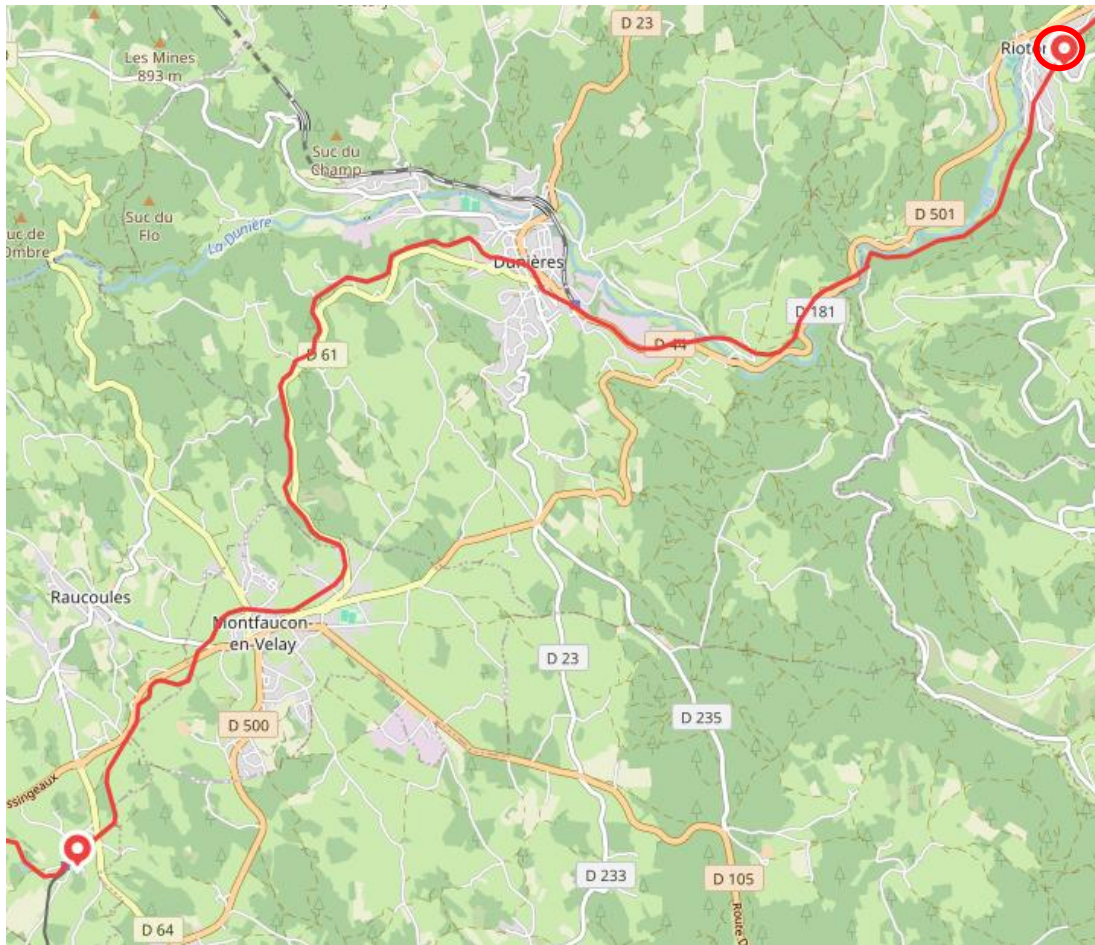 D 23
Les Mines
893 m
Suc du
Champ
Suc du
Flo
Ombre
La Dunière
D 501
Dunières
D 181
D 61
D 44
Raucoules
Montfaucon-
en-Velay
D 23
D 500
D 235
D 233
D 105
D 64